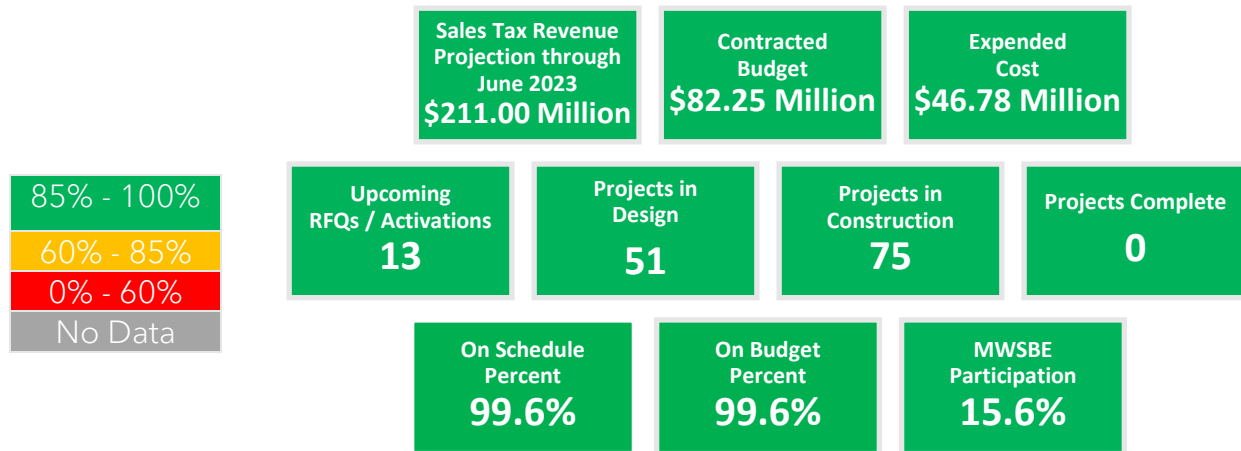 Sales Tax Revenue
Projection through
June 2023
$211.00 Million
Contracted
Budget
$82.25 Million
Expended
Cost
$46.78 Million
85% - 100%
60% - 85%
0% - 60%
No Data
Upcoming
RFQs / Activations
13
Projects in
Design
51
Projects in
Construction
75
Projects Complete
0
On Schedule
Percent
99.6%
On Budget
Percent
99.6%
MWSBE
Participation
15.6%